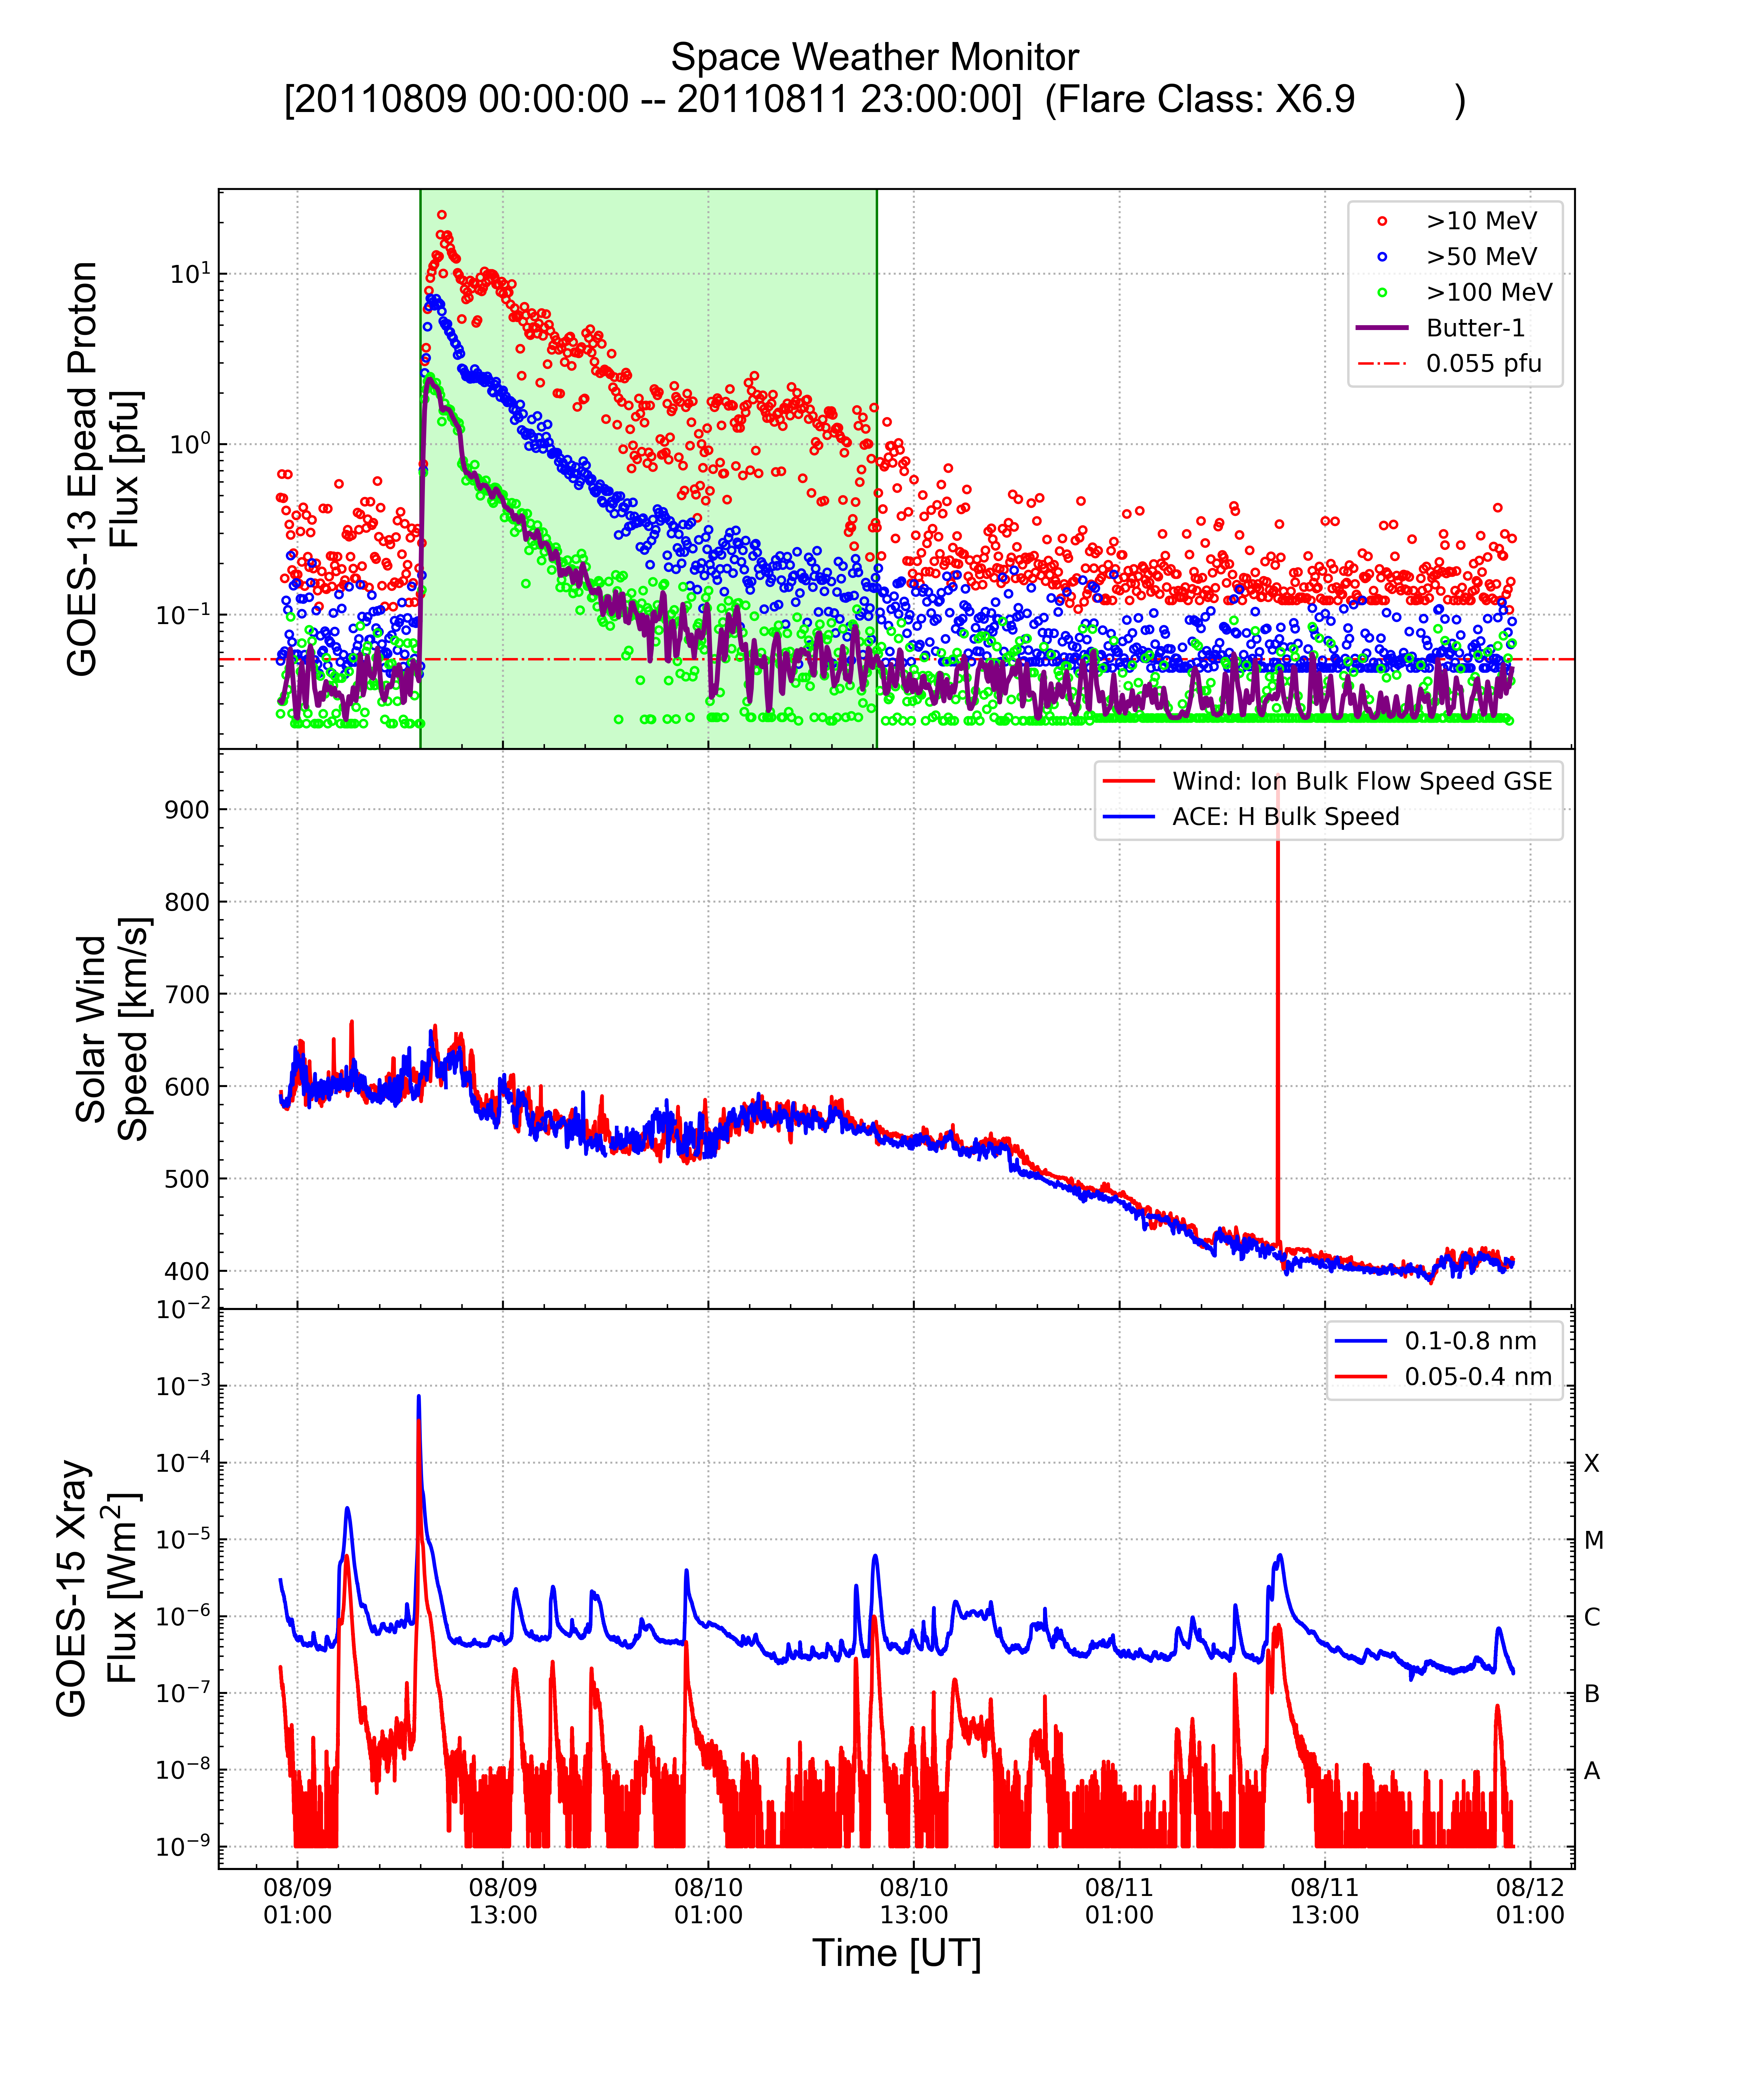 Space Weather Monitor
[20110809 00:00:00 -- 20110811 23:00:00]  (Flare Class: X6.9          )
GOES-13 Epead Proton
Flux [pfu]
10¹
10⁰
10⁻¹
>10 MeV
>50 MeV
>100 MeV
Butter-1
0.055 pfu
Solar Wind
Speed [km/s]
900
800
700
600
500
400
Wind: Ion Bulk Flow Speed GSE
ACE: H Bulk Speed
GOES-15 Xray
Flux [Wm²]
10⁻²
10⁻³
10⁻⁴
10⁻⁵
10⁻⁶
10⁻⁷
10⁻⁸
10⁻⁹
0.1-0.8 nm
0.05-0.4 nm
X
M
C
B
A
08/09 08/09 08/10 08/10 08/11 08/11 08/12
01:00 13:00 01:00 13:00 01:00 13:00 01:00
Time [UT]